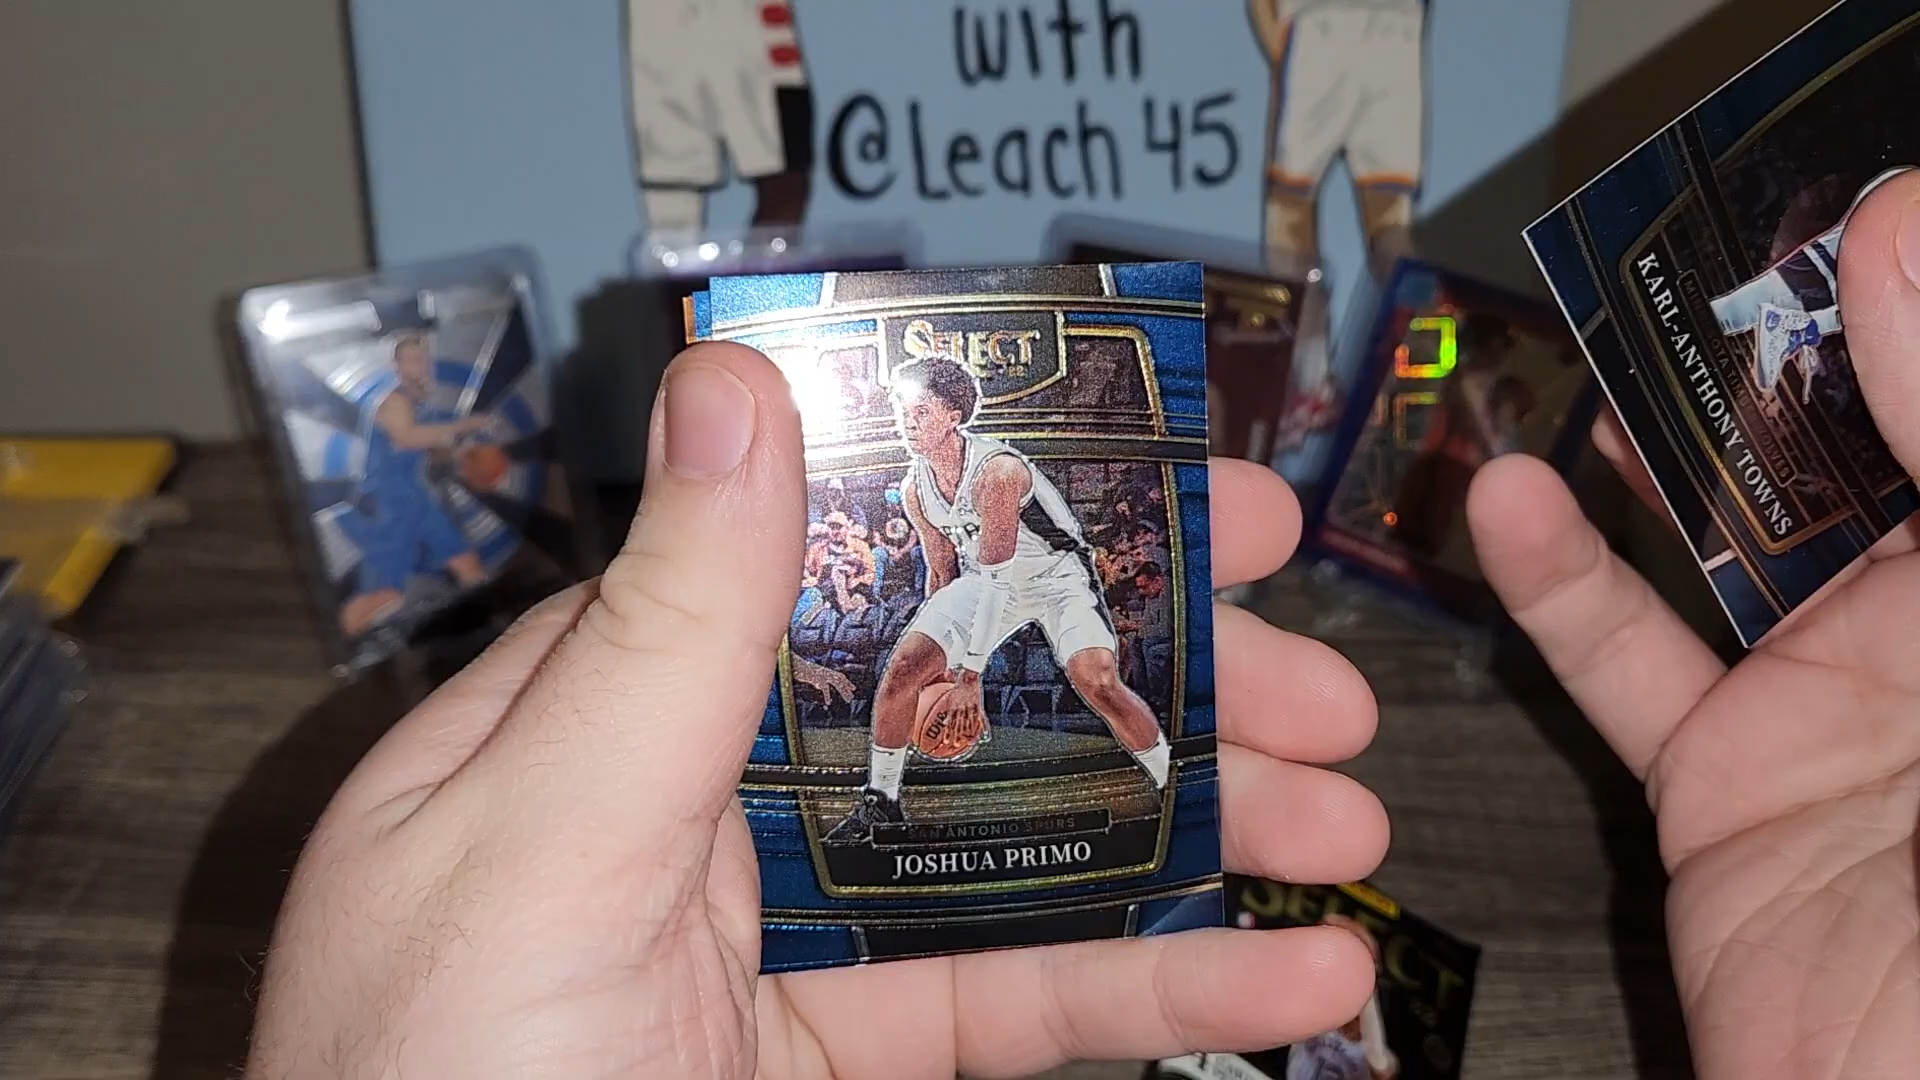 with
@Leach 45
SELECT
SAN ANTONIO SPURS
JOSHUA PRIMO
KARL-ANTHONY TOWNS
SELECT